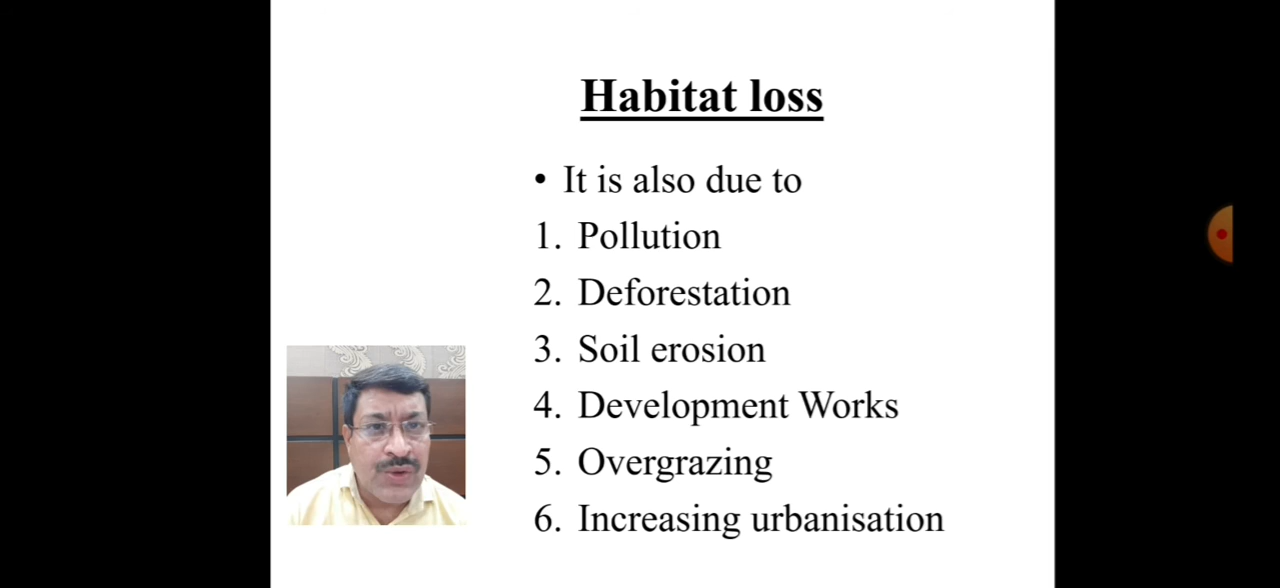 Habitat loss
• It is also due to
1. Pollution
2. Deforestation
3. Soil erosion
4. Development Works
5. Overgrazing
6. Increasing urbanisation